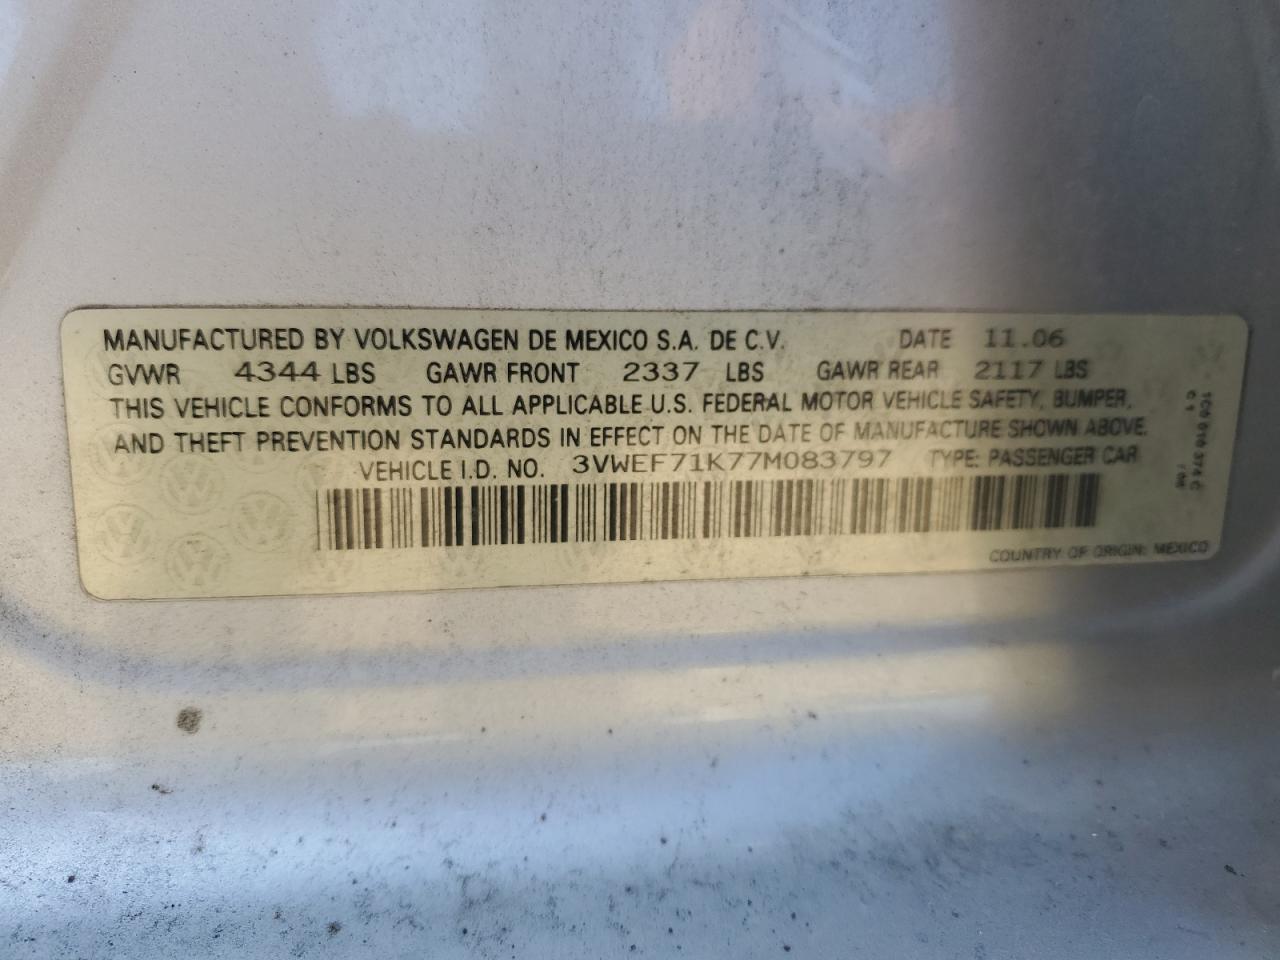 MANUFACTURED BY VOLKSWAGEN DE MEXICO S.A. DE C.V. DATE 11.06
GVWR 4344 LBS GAWR FRONT 2337 LBS GAWR REAR 2117 LBS
THIS VEHICLE CONFORMS TO ALL APPLICABLE U.S. FEDERAL MOTOR VEHICLE SAFETY, BUMPER,
AND THEFT PREVENTION STANDARDS IN EFFECT ON THE DATE OF MANUFACTURE SHOWN ABOVE.
VEHICLE I.D. NO. 3VWEF71K77M083797 TYPE: PASSENGER CAR
COUNTRY OF ORIGIN: MEXICO